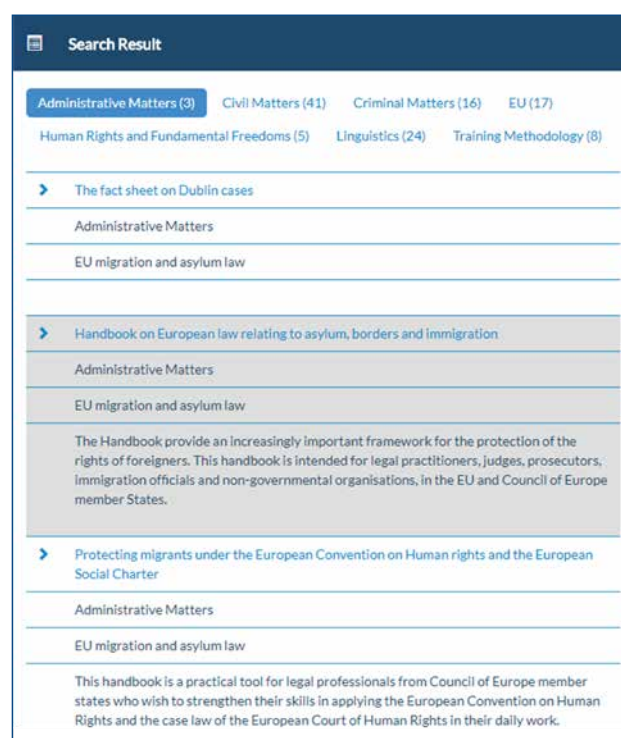 Search Result
Administrative Matters (3) Civil Matters (41) Criminal Matters (16) EU (17)
Human Rights and Fundamental Freedoms (5) Linguistics (24) Training Methodology (8)
The fact sheet on Dublin cases
Administrative Matters
EU migration and asylum law
Handbook on European law relating to asylum, borders and immigration
Administrative Matters
EU migration and asylum law
The Handbook provide an increasingly important framework for the protection of the
rights of foreigners. This handbook is intended for legal practitioners, judges, prosecutors,
immigration officials and non-governmental organisations, in the EU and Council of Europe
member States.
Protecting migrants under the European Convention on Human rights and the European
Social Charter
Administrative Matters
EU migration and asylum law
This handbook is a practical tool for legal professionals from Council of Europe member
states who wish to strengthen their skills in applying the European Convention on Human
Rights and the case law of the European Court of Human Rights in their daily work.